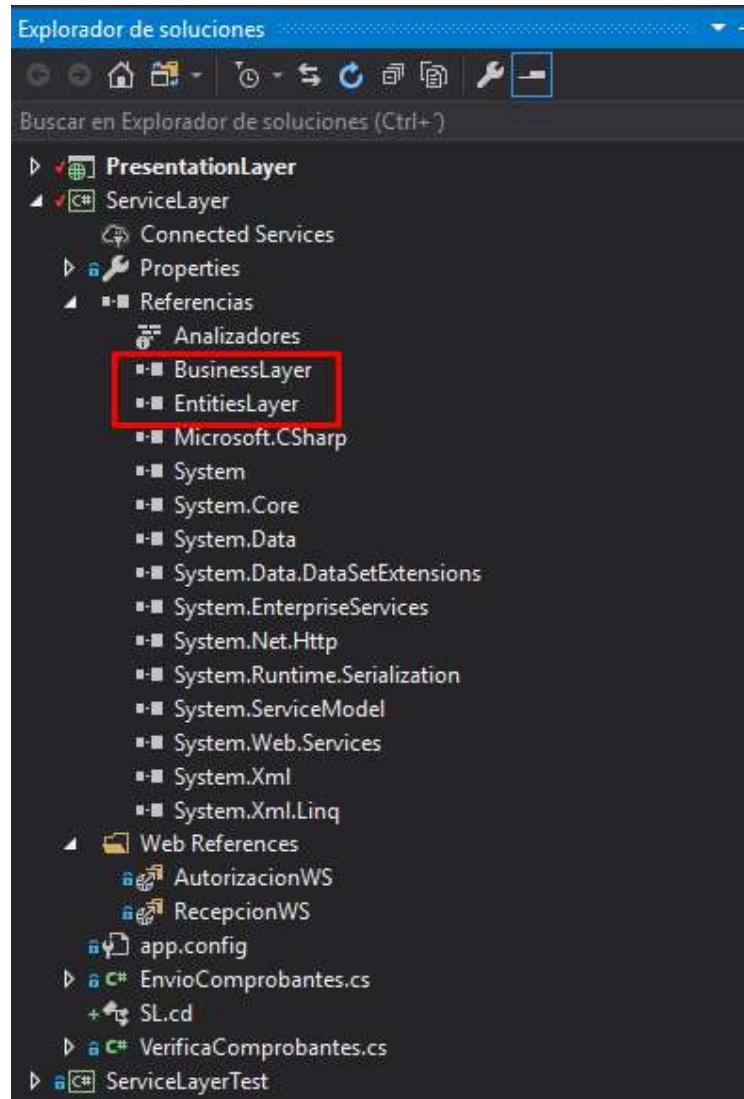 Explorador de soluciones
Buscar en Explorador de soluciones (Ctrl+')
PresentationLayer
C# ServiceLayer
Connected Services
Properties
Referencias
Analizadores
BusinessLayer
EntitiesLayer
Microsoft.CSharp
System
System.Core
System.Data
System.Data.DataSetExtensions
System.EnterpriseServices
System.Net.Http
System.Runtime.Serialization
System.ServiceModel
System.Web.Services
System.Xml
System.Xml.Linq
Web References
AutorizacionWS
RecepcionWS
app.config
C# EnvioComprobantes.cs
SL.cd
C# VerificaComprobantes.cs
C# ServiceLayerTest